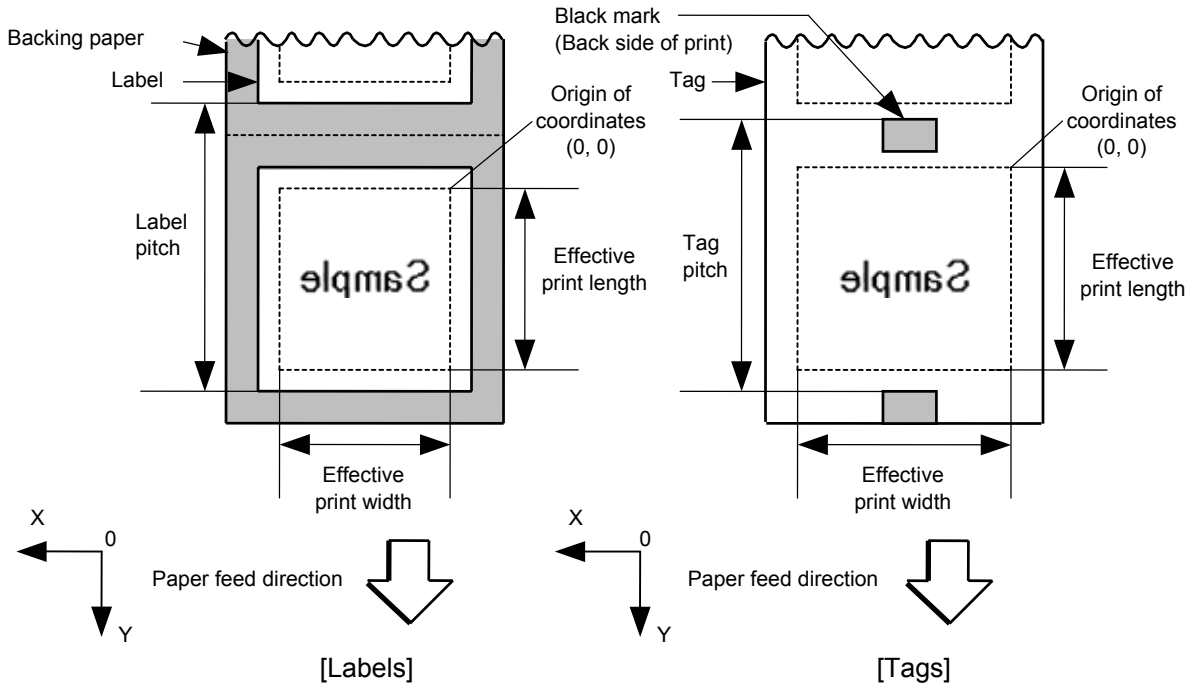 Backing paper
Label
Origin of
coordinates
(0, 0)
Label
pitch
Effective
print length
Sample
Effective
print width
X
0
Y
Paper feed direction
[Labels]
Black mark
(Back side of print)
Tag
Origin of
coordinates
(0, 0)
Tag
pitch
Effective
print length
Sample
Effective
print width
X
0
Y
Paper feed direction
[Tags]